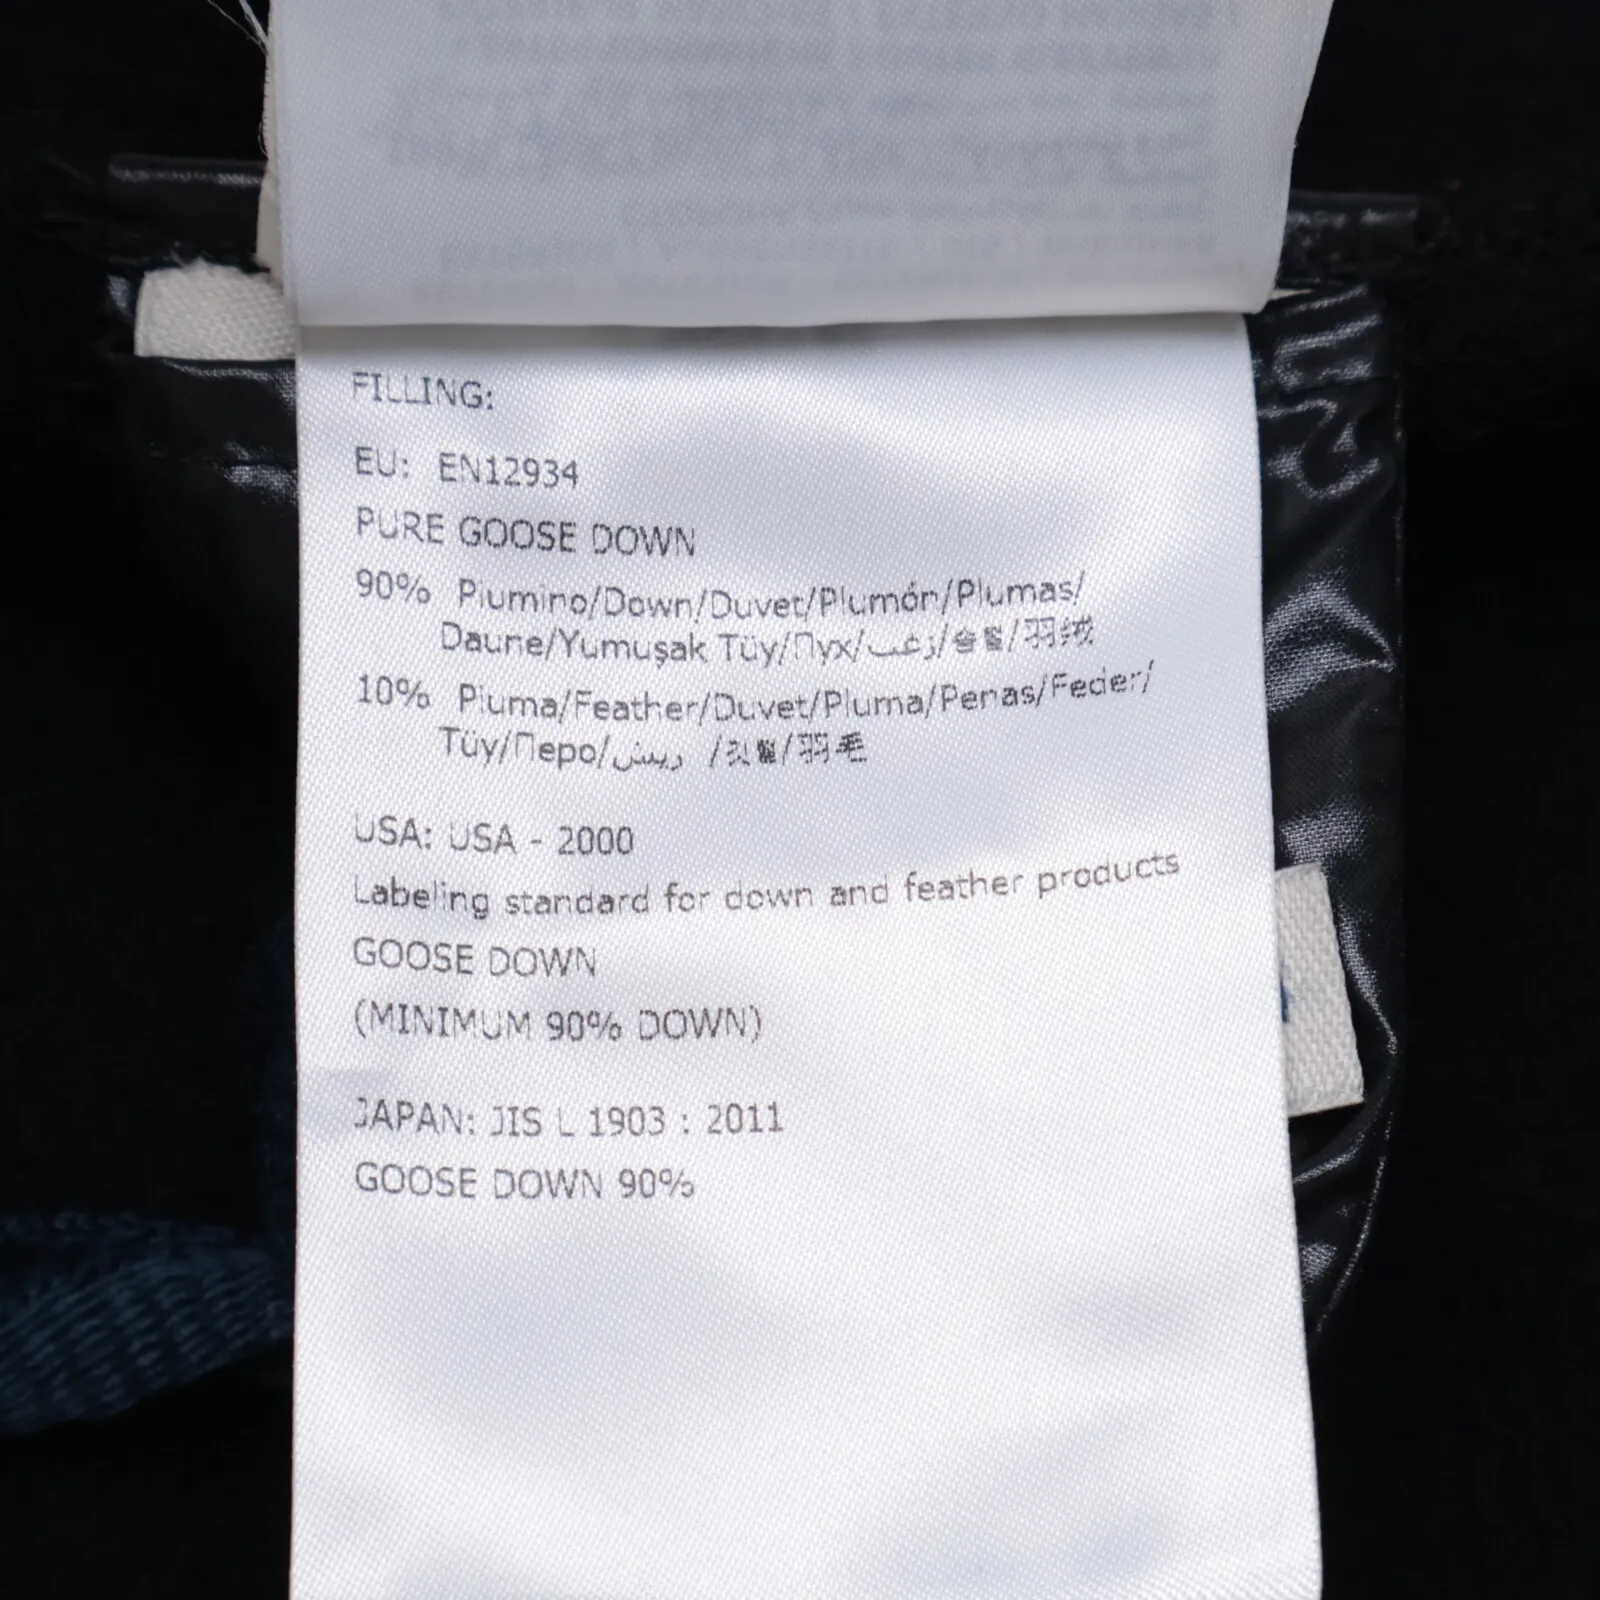 FILLING:
EU: EN12934
PURE GOOSE DOWN
90% Piumino/Down/Duvet/Plumón/Plumas/
Daune/Yumuşak Tüy/Пух/زغب/솜털/羽绒
10% Piuma/Feather/Duvet/Pluma/Penas/Feder/
Tüy/Перо/ريش /깃털/羽毛
USA: USA - 2000
Labeling standard for down and feather products
GOOSE DOWN
(MINIMUM 90% DOWN)
JAPAN: JIS L 1903 : 2011
GOOSE DOWN 90%